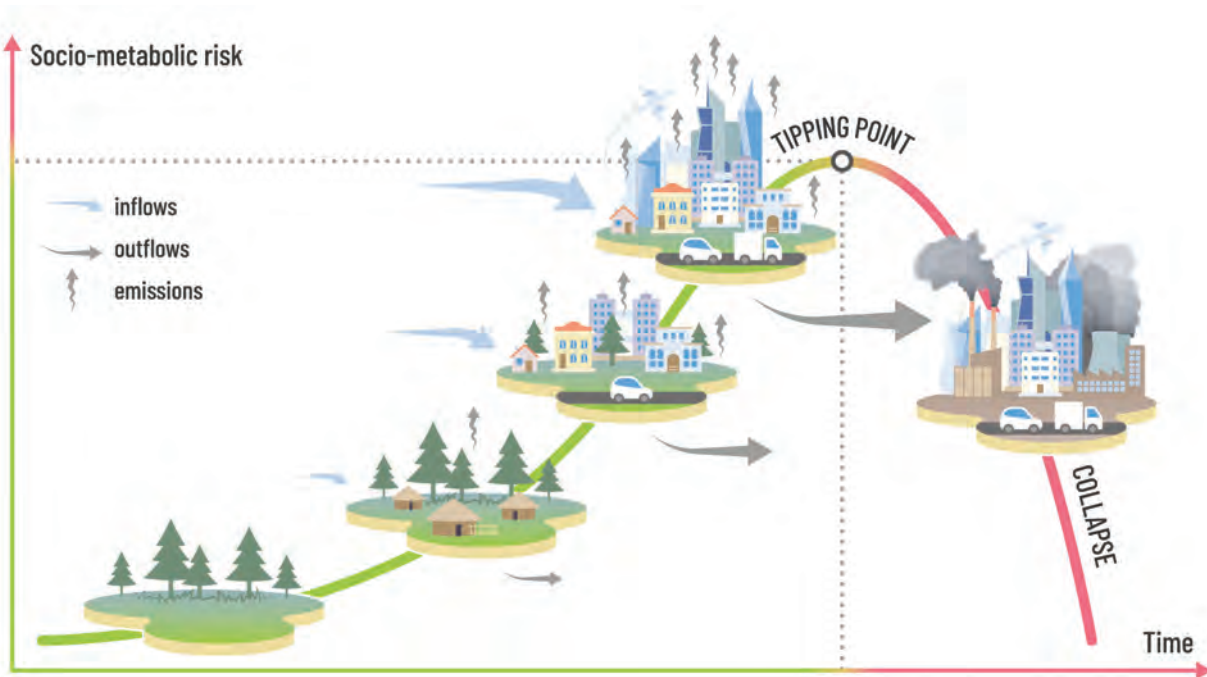 Socio-metabolic risk
TIPPING POINT
inflows
outflows
emissions
COLLAPSE
Time